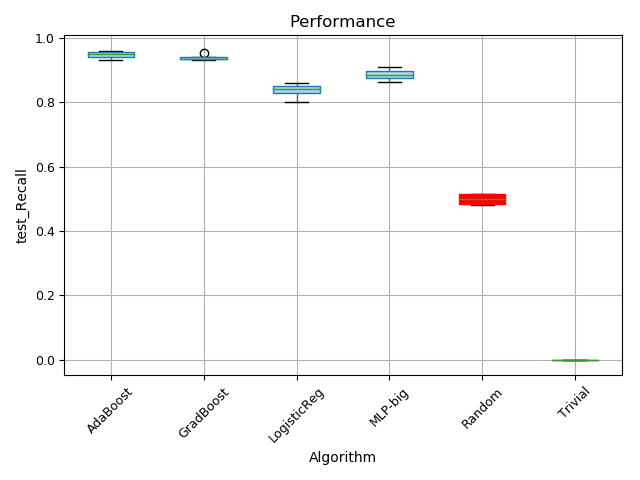 Performance
1.0
0.8
0.6
0.4
0.2
0.0
test_Recall
AdaBoost
GradBoost
LogisticReg
MLP-big
Random
Trivial
Algorithm